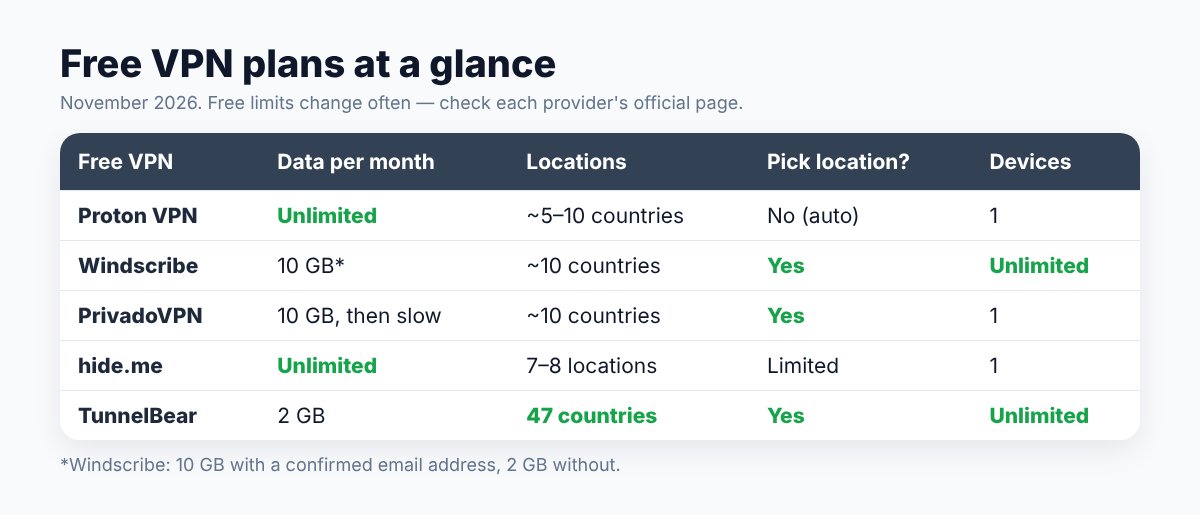 Free VPN plans at a glance
November 2026. Free limits change often — check each provider's official page.
Free VPN Data per month Locations Pick location? Devices
Proton VPN Unlimited ~5–10 countries No (auto) 1
Windscribe 10 GB* ~10 countries Yes Unlimited
PrivadoVPN 10 GB, then slow ~10 countries Yes 1
hide.me Unlimited 7–8 locations Limited 1
TunnelBear 2 GB 47 countries Yes Unlimited
*Windscribe: 10 GB with a confirmed email address, 2 GB without.